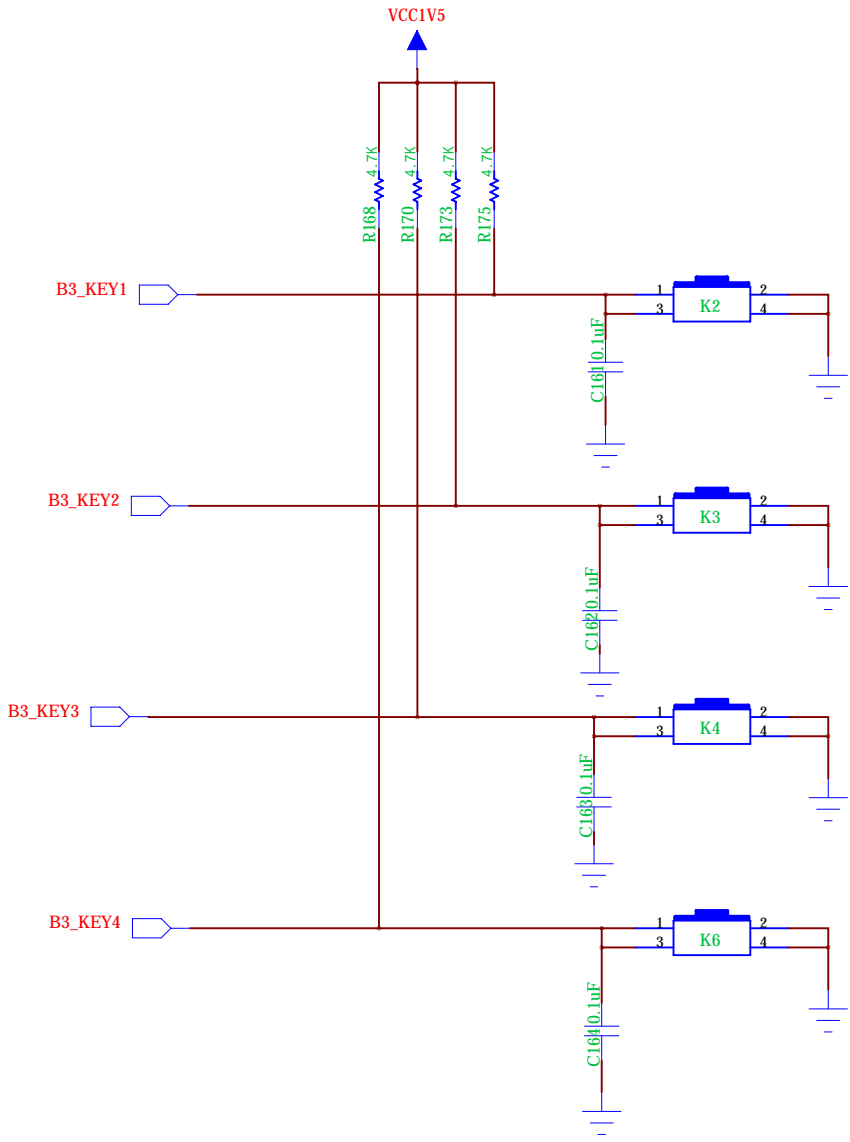 VCC1V5
4.7K 4.7K 4.7K 4.7K
R168 R170 R173 R175
B3_KEY1
1 2
K2
3 4
C161 0.1uF
B3_KEY2
1 2
K3
3 4
C162 0.1uF
B3_KEY3
1 2
K4
3 4
C163 0.1uF
B3_KEY4
1 2
K6
3 4
C164 0.1uF